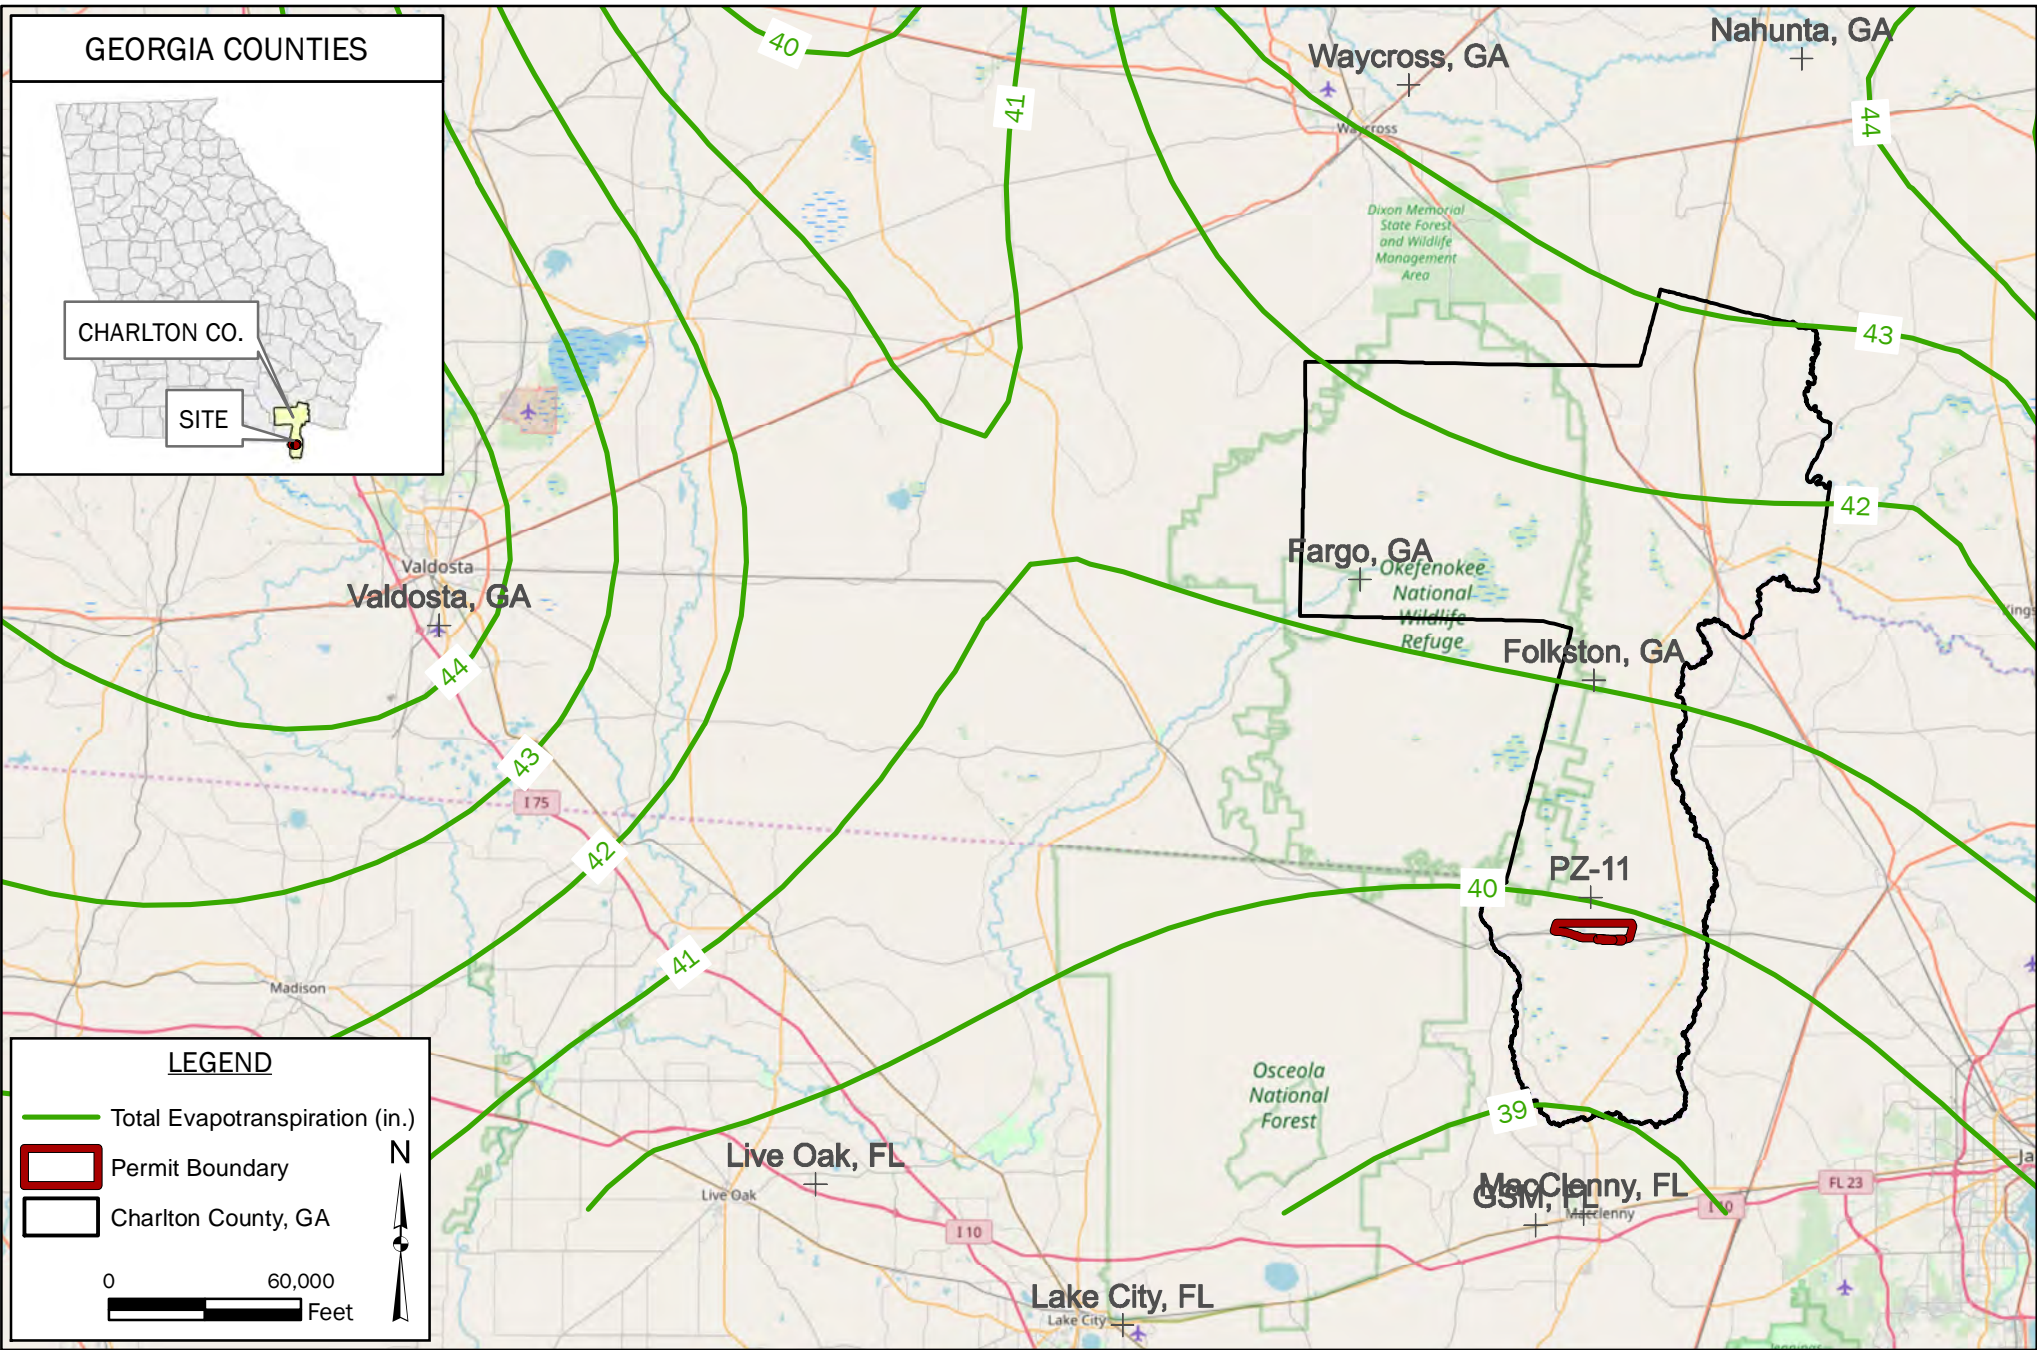 GEORGIA COUNTIES
CHARLTON CO.
SITE
40
41
Waycross, GA
Waycross
Nahunta, GA
44
Dixon Memorial
State Forest
and Wildlife
Management
Area
43
42
Valdosta
Valdosta, GA
Fargo, GA
Okefenokee
National
Wildlife
Refuge
Folkston, GA
44
43
I 75
42
PZ-11
40
41
Madison
Osceola
National
Forest
39
Live Oak, FL
Live Oak
MacClenny, FL
GSM, FL
Macclenny
FL 23
I 10
I 10
Lake City, FL
Lake City
LEGEND
Total Evapotranspiration (in.)
Permit Boundary
Charlton County, GA
N
0 60,000
Feet